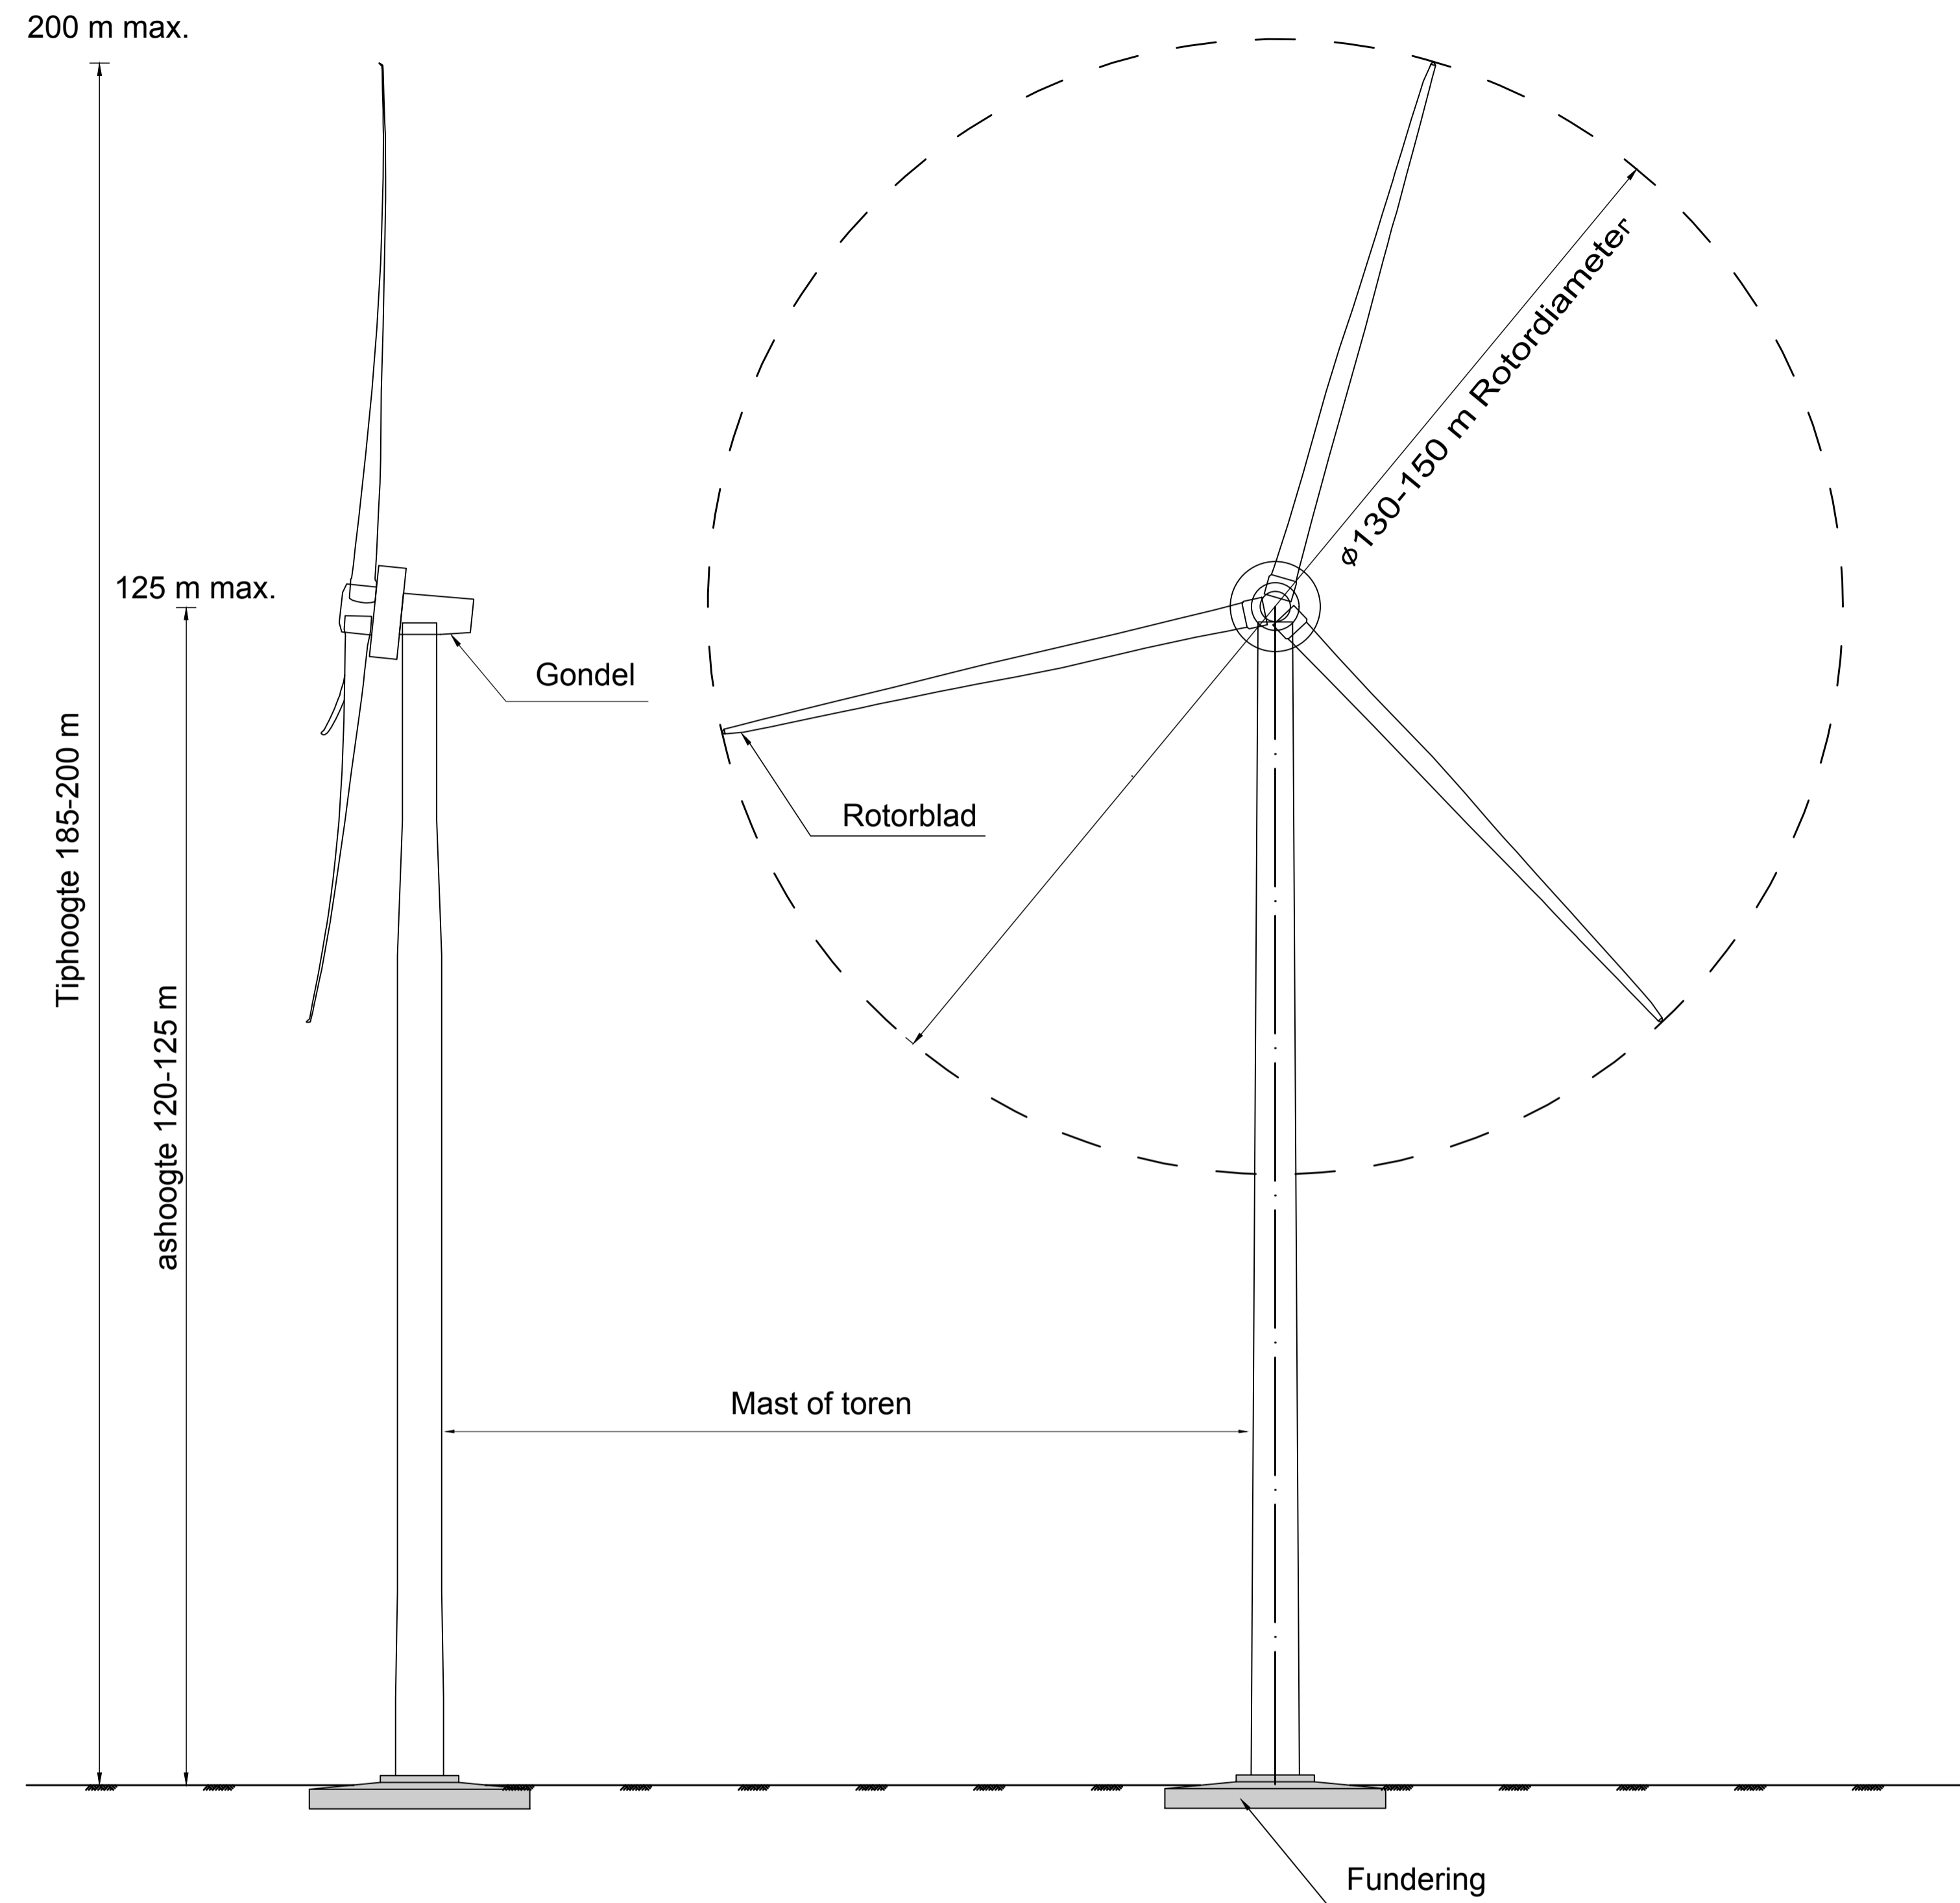 200 m max.
ø130-150 m Rotordiameter
125 m max.
Gondel
Tiphoogte 185-200 m
Rotorblad
ashoogte 120-125 m
Mast of toren
Fundering